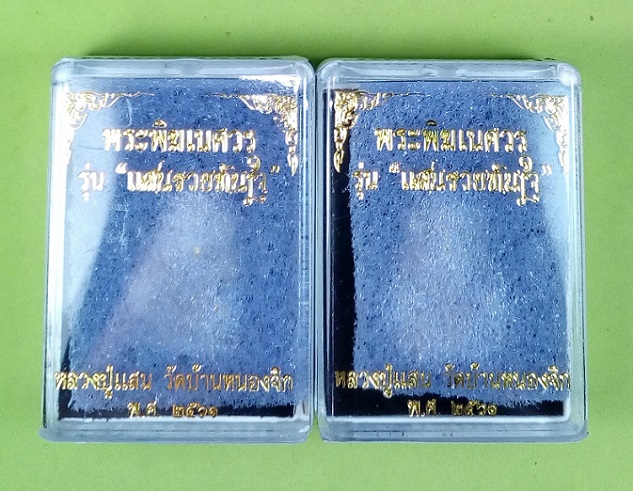 พระพิฆเนศวร
รุ่น "แสนรวยทันใจ"
หลวงปู่แสน วัดบ้านหนองจิก
พ.ศ. ๒๕๖๑
พระพิฆเนศวร
รุ่น "แสนรวยทันใจ"
หลวงปู่แสน วัดบ้านหนองจิก
พ.ศ. ๒๕๖๑